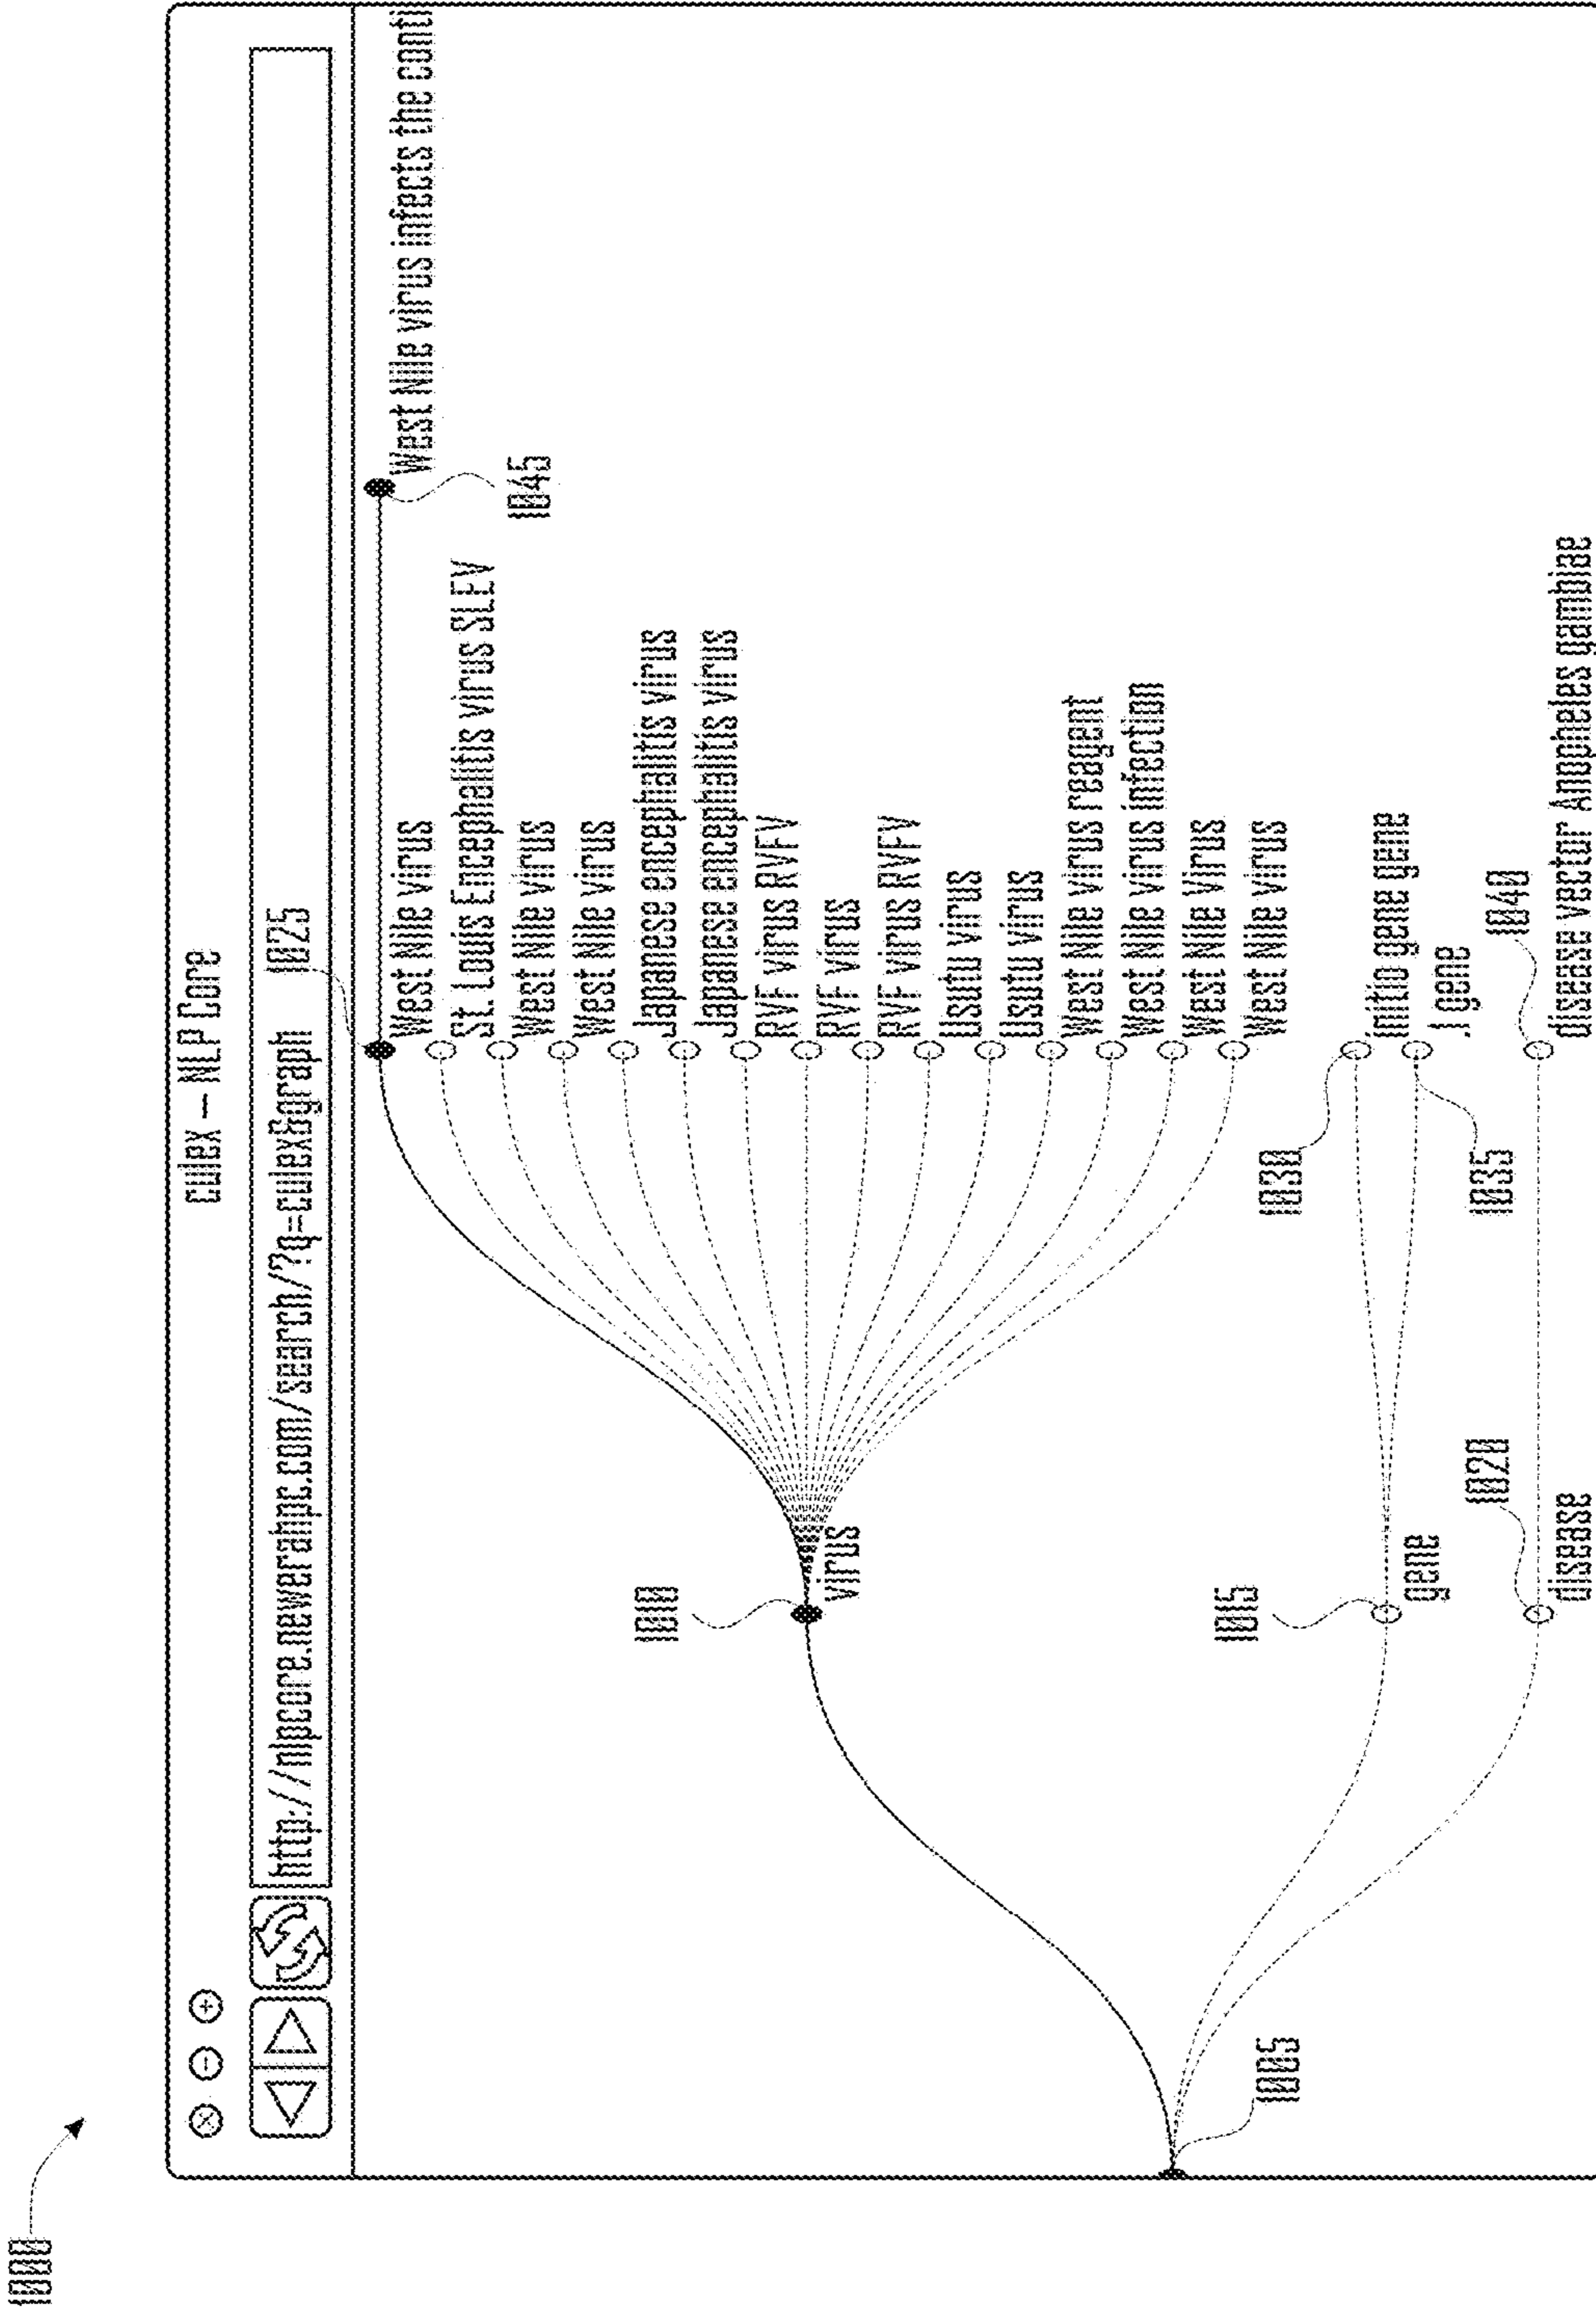 1000
culex – NLP Core
http://nlpcore.newerahpc.com/search/?q=culex&graph
1025
West Nile virus infects the conti
1045
West Nile virus
St. Louis Encephalitis virus SLEV
West Nile virus
West Nile virus
Japanese encephalitis virus
Japanese encephalitis virus
RVF virus RVFV
RVF virus
RVF virus RVFV
Usutu virus
Usutu virus
West Nile virus reagent
West Nile virus infection
West Nile Virus
West Nile virus
1010
virus
1005
1030
initio gene gene
.1 gene
1035
1015
gene
1040
disease vector Anopheles gambiae
1020
disease